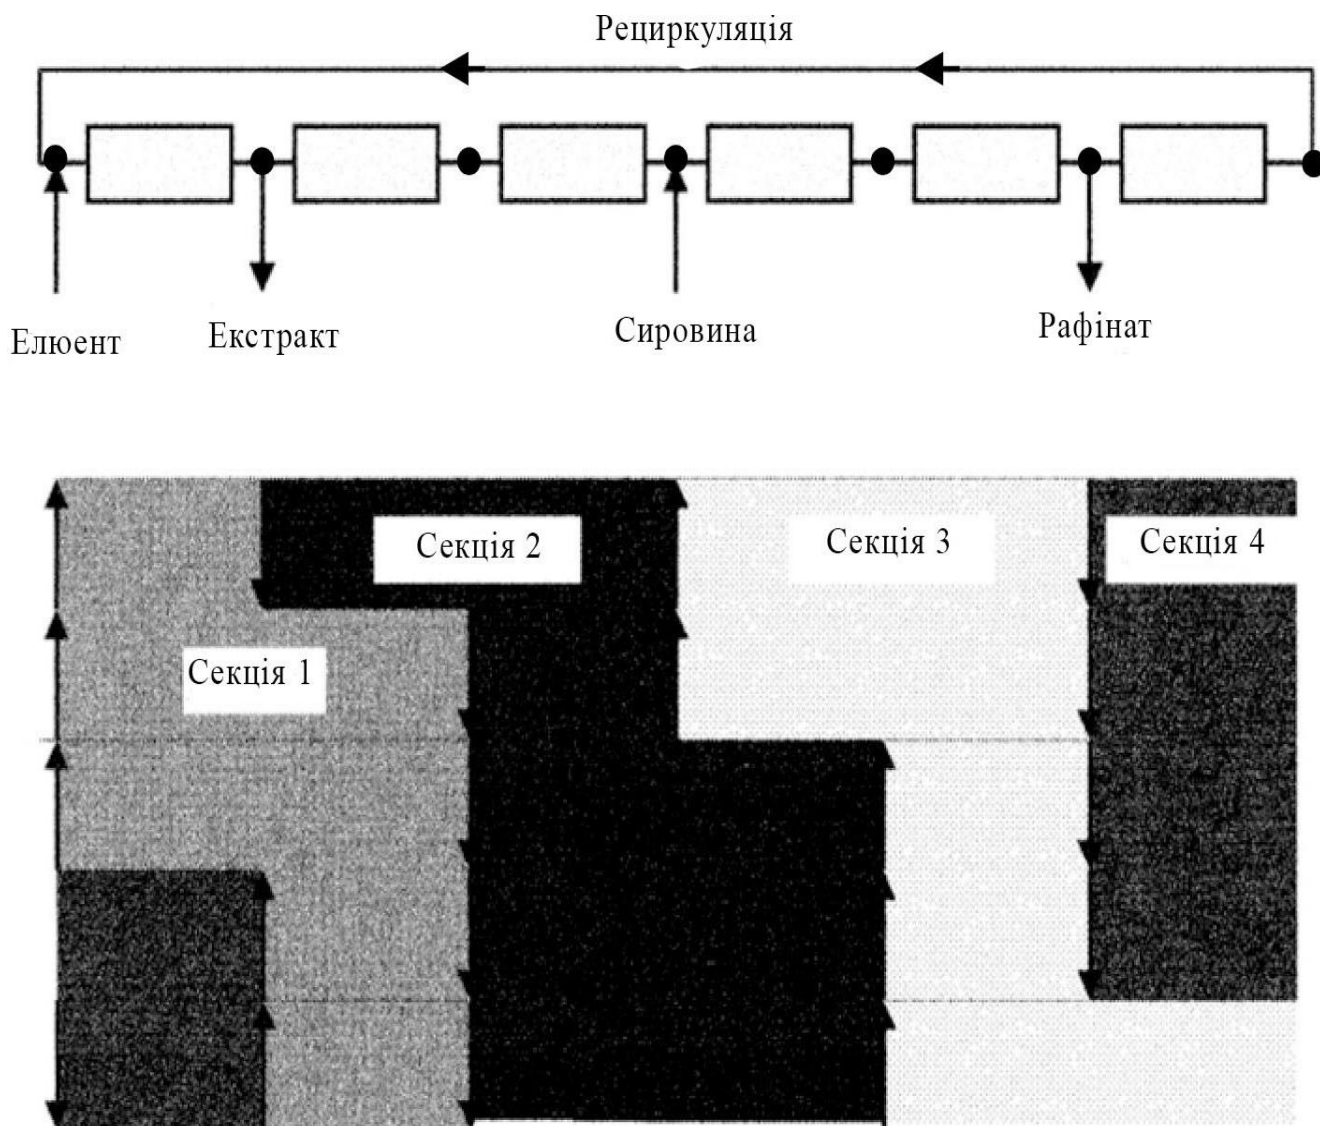 Рециркуляція
Елюент
Екстракт
Сировина
Рафінат
Секція 1
Секція 2
Секція 3
Секція 4